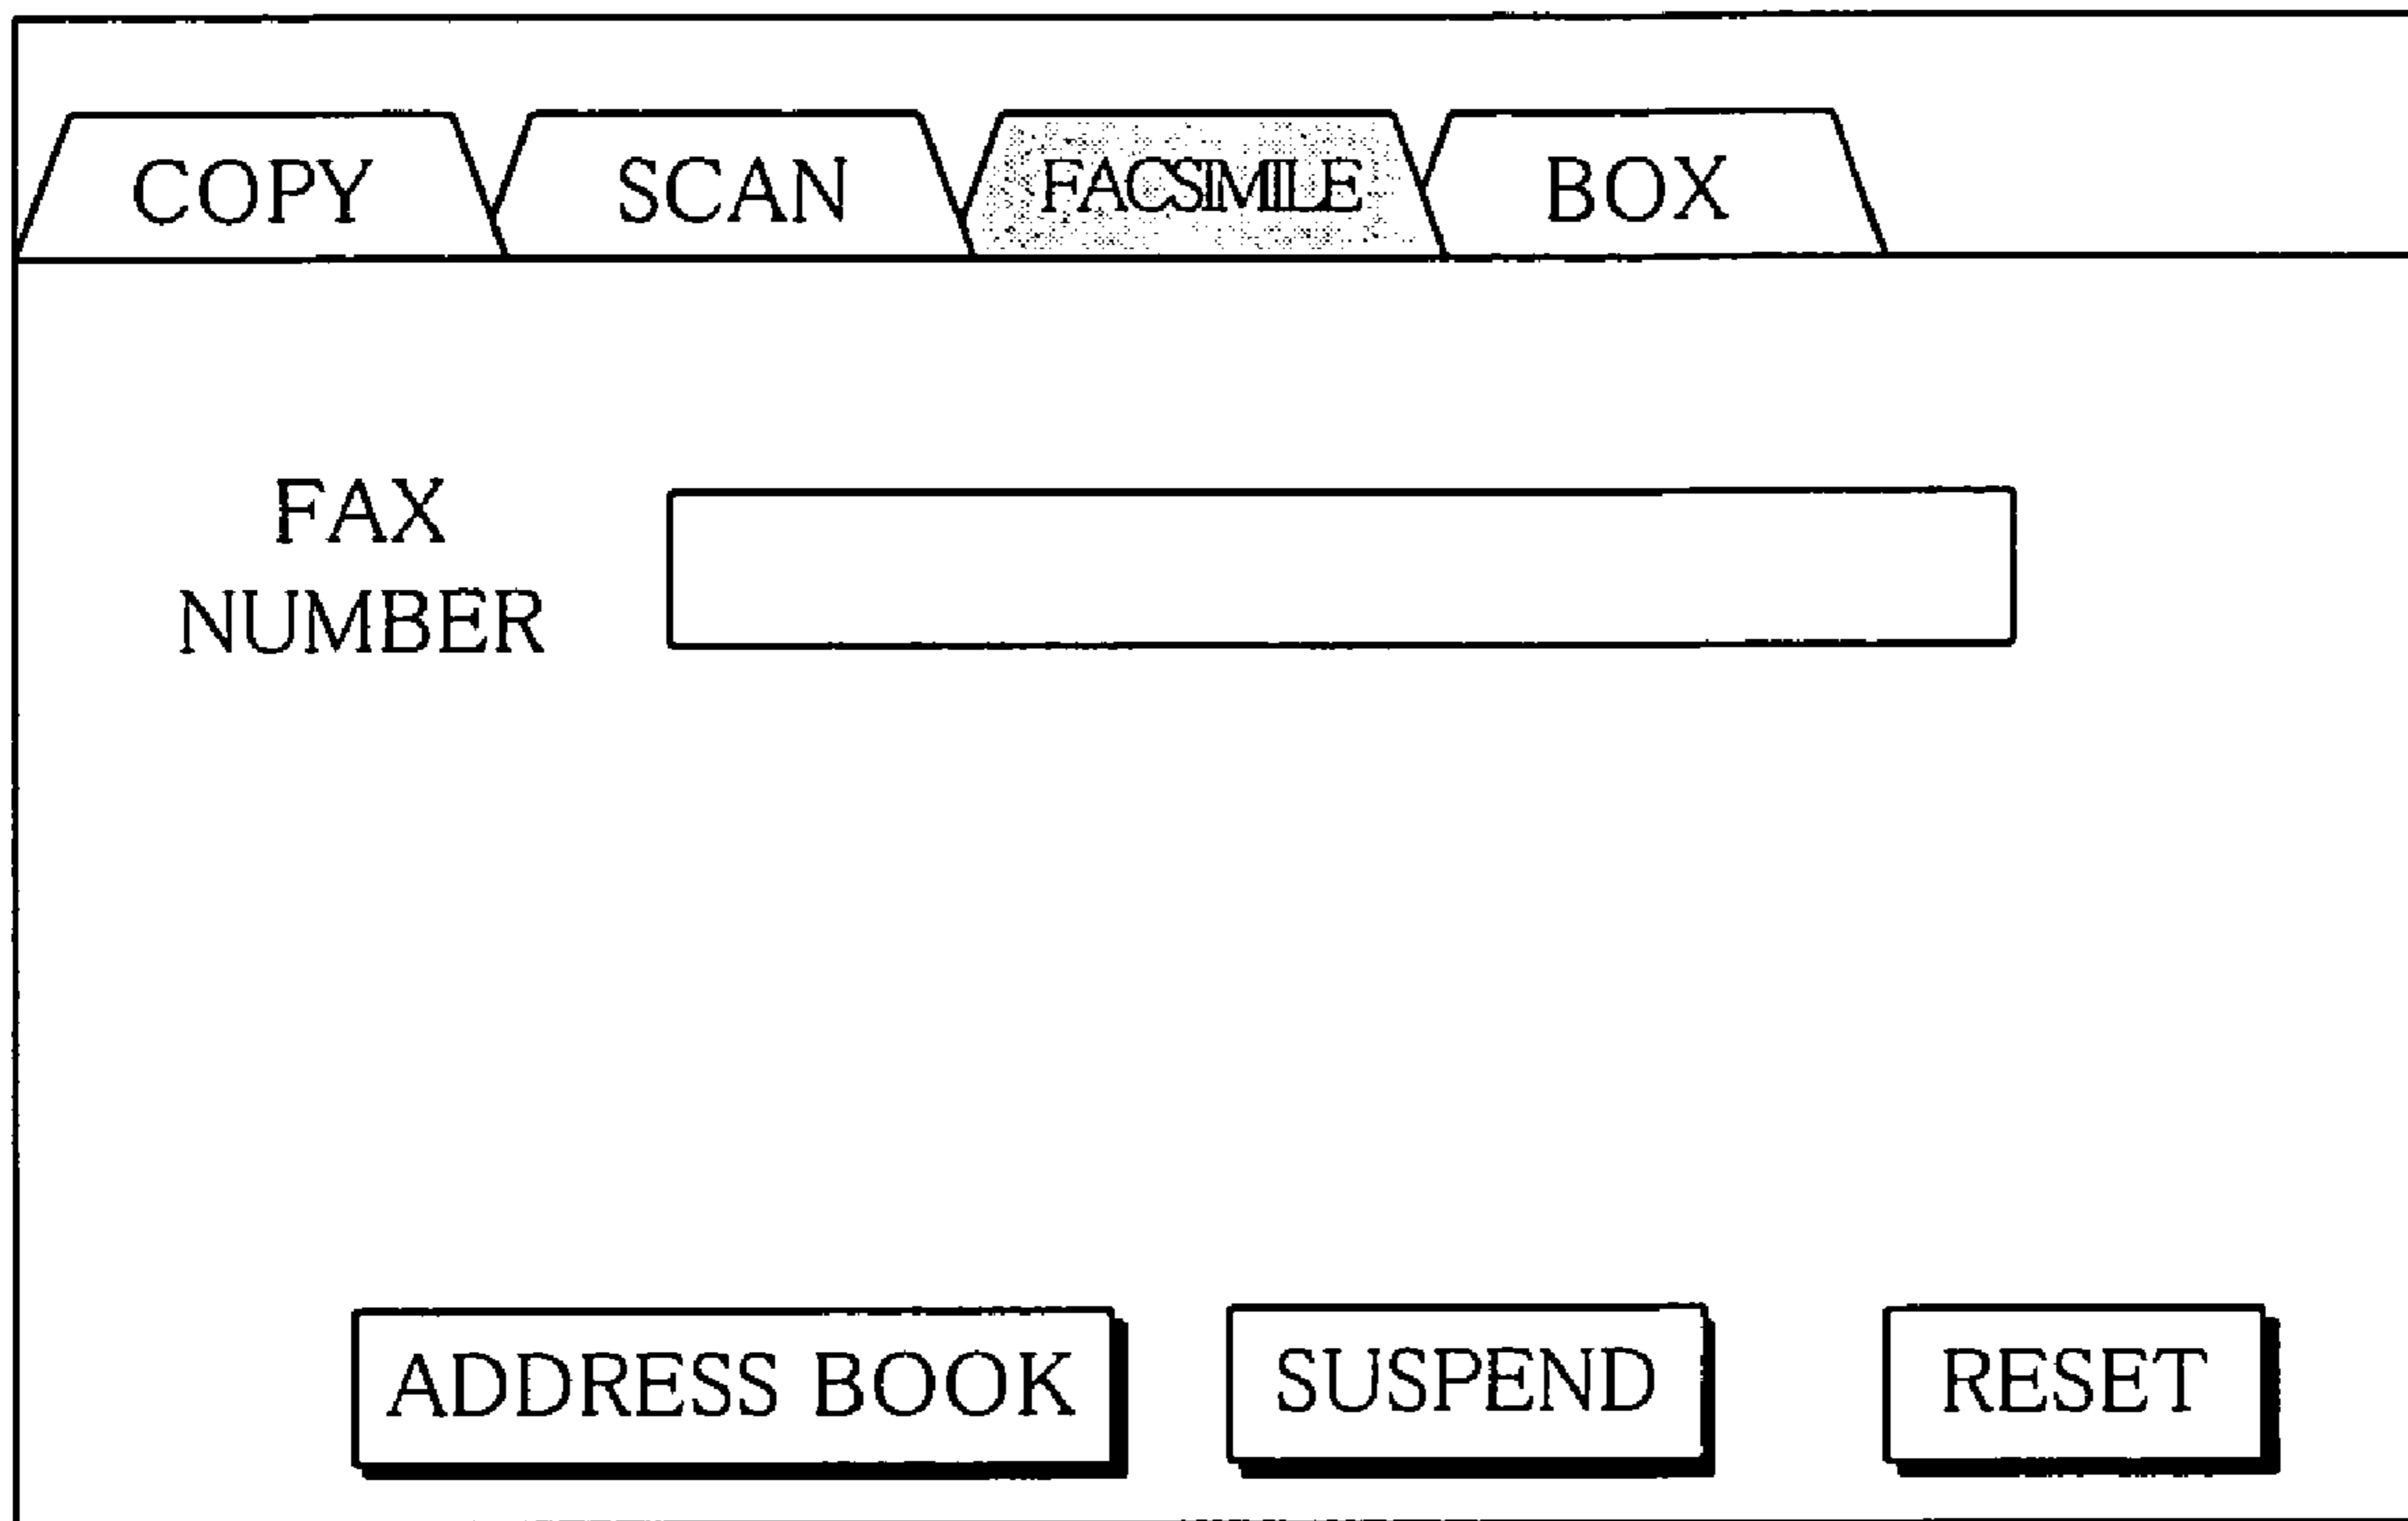 COPY SCAN FACSIMILE BOX
FAX
NUMBER
ADDRESS BOOK SUSPEND RESET